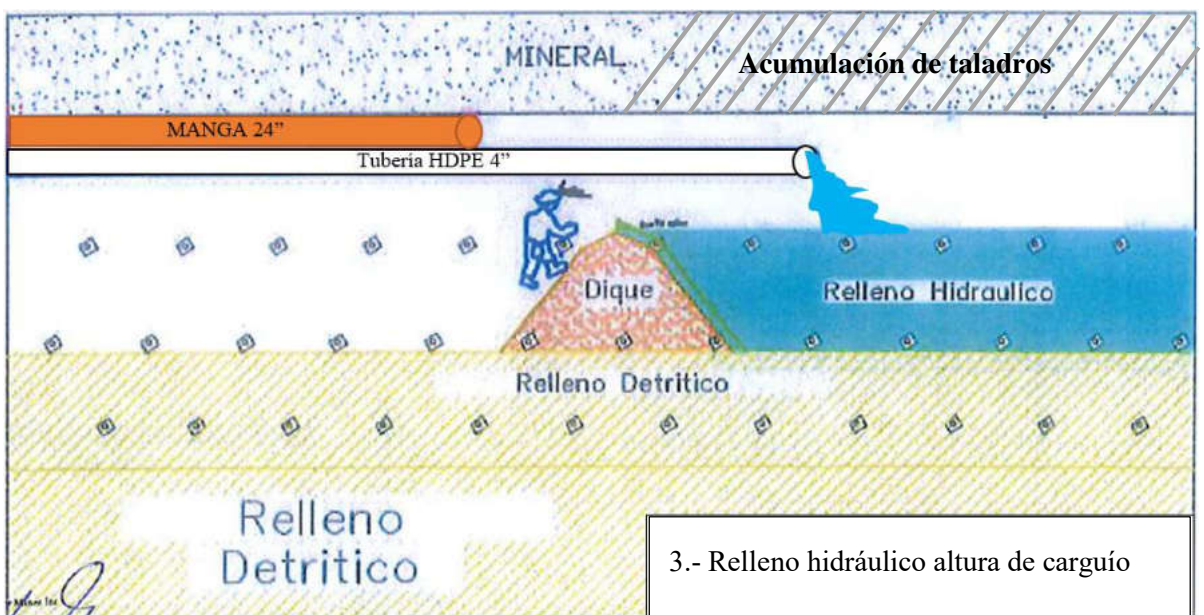 MINERAL
Acumulación de taladros
MANGA 24”
Tubería HDPE 4”
Dique
Relleno Hidraulico
Relleno Detritico
Relleno
Detritico
3.- Relleno hidráulico altura de carguío